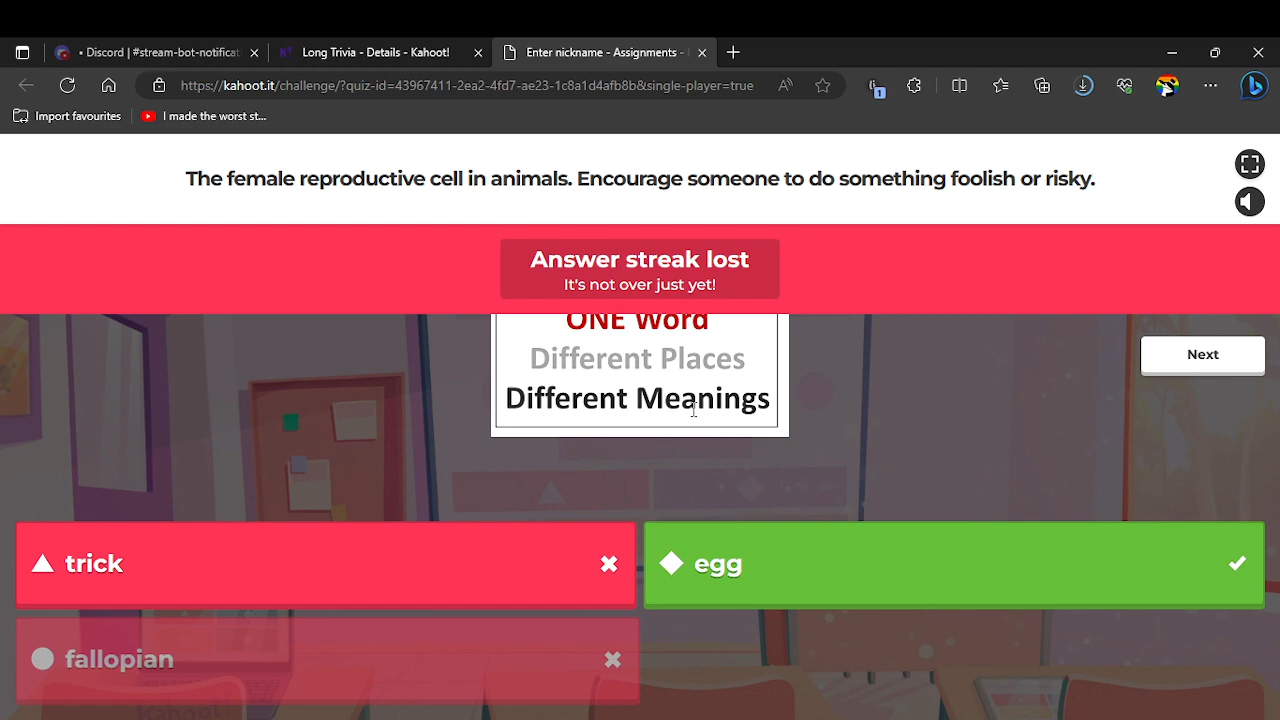 • Discord | #stream-bot-notificat
Long Trivia - Details - Kahoot!
Enter nickname - Assignments -
https://kahoot.it/challenge/?quiz-id=43967411-2ca2-4fd7-ae23-1c8a1d4afb8b&single-player=true
1
Import favourites
I made the worst st...
The female reproductive cell in animals. Encourage someone to do something foolish or risky.
Answer streak lost
It's not over just yet!
ONE Word
Different Places
Different Meanings
Next
trick
egg
fallopian
Kahoot!